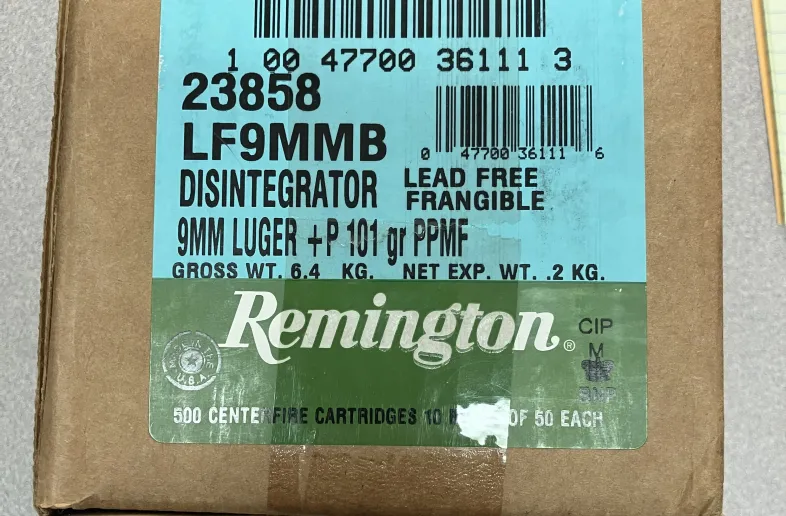 1 00 47700 36111 3
23858
LF9MMB
0 47700 36111 6
DISINTEGRATOR
LEAD FREE
FRANGIBLE
9MM LUGER +P 101 gr PPMF
GROSS WT. 6.4 KG. NET EXP. WT. .2 KG.
Remington®
CIP
M
U.S.A.
500 CENTERFIRE CARTRIDGES 10 OF 50 EACH